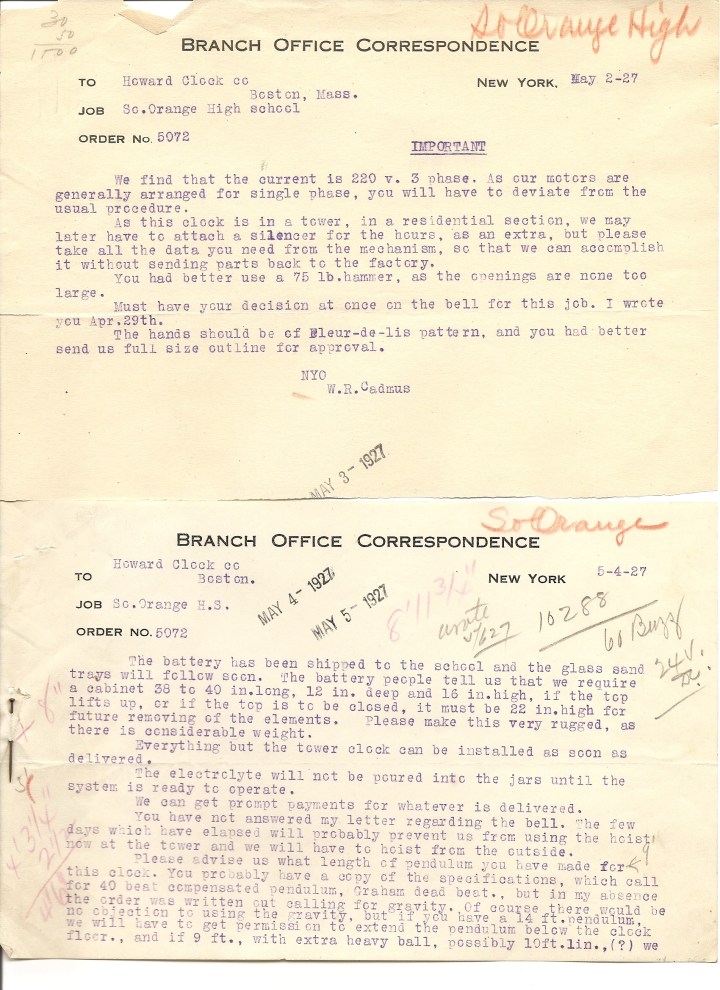 30
50
1500
So Orange High
BRANCH OFFICE CORRESPONDENCE
TO Howard Clock co NEW YORK, May 2-27
Boston, Mass.
JOB So.Orange High school
ORDER No. 5072
IMPORTANT
We find that the current is 220 v. 3 phase. As our motors are
generally arranged for single phase, you will have to deviate from the
usual procedure.
As this clock is in a tower, in a residential section, we may
later have to attach a silencer for the hours, as an extra, but please
take all the data you need from the mechanism, so that we can accomplish
it without sending parts back to the factory.
You had better use a 75 lb.hammer, as the openings are none too
large.
Must have your decision at once on the bell for this job. I wrote
you Apr.29th.
The hands should be of Fleur-de-lis pattern, and you had better
send us full size outline for approval.
NYO
W.R.Cadmus
MAY 3-1927
So Orange
BRANCH OFFICE CORRESPONDENCE
Howard Clock co
TO Boston. NEW YORK 5-4-27
MAY 4-1927
MAY 5-1927
8'11 3/4"
JOB So.Orange H.S.
ORDER NO. 5072
wrote
5/6/27
10288
60 Buzz
24 V.
The battery has been shipped to the school and the glass sand
trays will follow soon. The battery people tell us that we require
a cabinet 38 to 40 in.long, 12 in. deep and 16 in.high, if the top
lifts up, or if the top is to be closed, it must be 22 in.high for
future removing of the elements. Please make this very rugged, as
there is considerable weight.
Everything but the tower clock can be installed as soon as
delivered.
The electrolyte will not be poured into the jars until the
system is ready to operate.
We can get prompt payments for whatever is delivered.
You have not answered my letter regarding the bell. The few
days which have elapsed will probably prevent us from using the hoist
now at the tower and we will have to hoist from the outside.
Please advise us what length of pendulum you have made for
this clock. You probably have a copy of the specifications, which call
for 40 beat compensated pendulum, Graham dead beat., but in my absence
the order was written out calling for gravity. Of course there would be
no objection to using the gravity, but if you have a 14 ft.pendulum,
we will have to get permission to extend the pendulum below the clock
floor., and if 9 ft., with extra heavy ball, possibly 10ft.lin.,(?) we